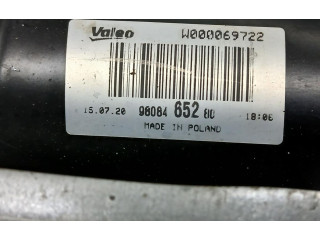 Valeo W000069722
15.07.20 98084 652 80 18:06
MADE IN POLAND